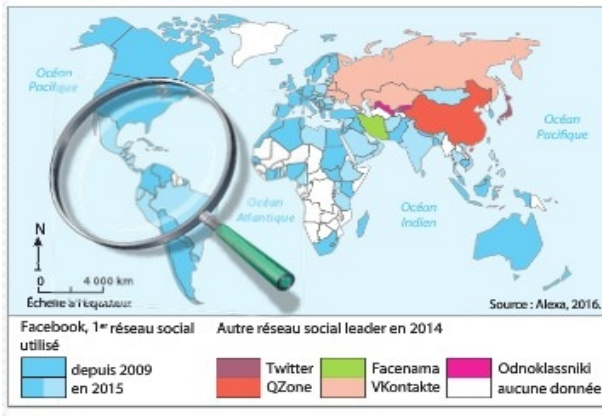 Océan
Pacifique
Océan
Pacifique
Océan
Atlantique
Océan
Indien
N
0 4 000 km
Échelle à l'équateur
Source : Alexa, 2016.
Facebook, 1er réseau social
utilisé
depuis 2009
en 2015
Autre réseau social leader en 2014
Twitter
QZone
Facenama
VKontakte
Odnoklassniki
aucune donnée